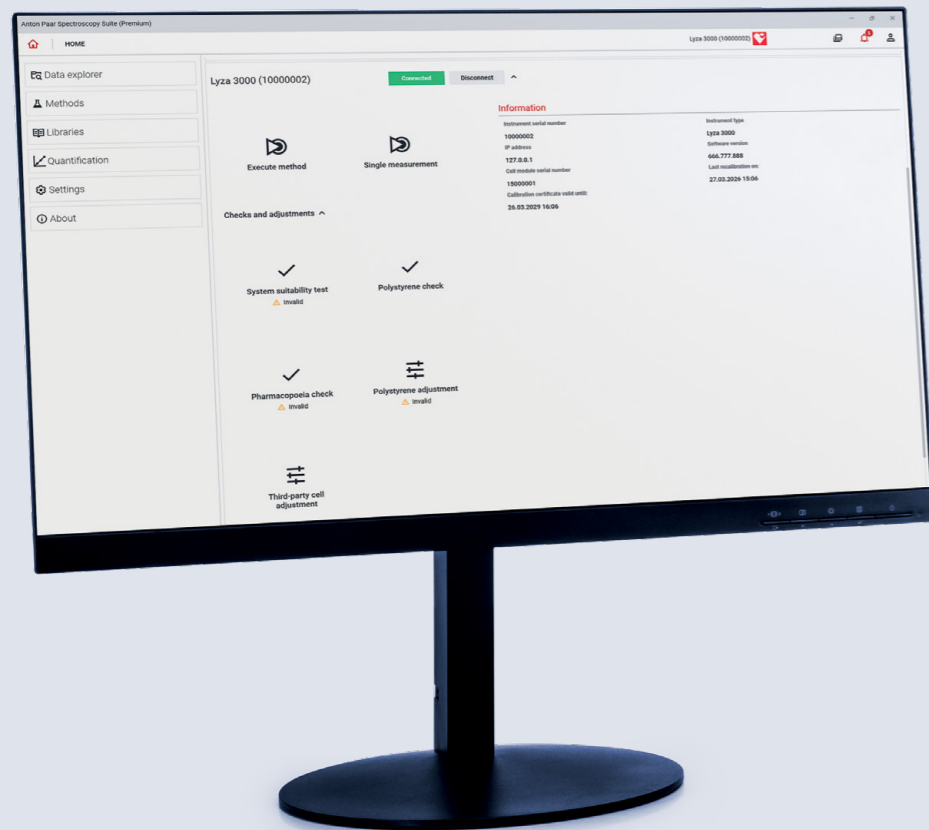 Anton Paar Spectroscopy Suite (Premium)
HOME
Lyza 3000 (10000002)
5
Data explorer
Methods
Libraries
Quantification
Settings
About
Lyza 3000 (10000002)
Connected
Disconnect
Execute method
Single measurement
Checks and adjustments
System suitability test
Invalid
Polystyrene check
Pharmacopoeia check
Invalid
Polystyrene adjustment
Invalid
Third-party cell
adjustment
Information
Instrument serial number
10000002
IP address
127.0.0.1
Cell module serial number
15000001
Calibration certificate valid until:
26.03.2029 16:06
Instrument type
Lyza 3000
Software version
666.777.888
Last recalibration on:
27.03.2026 15:06